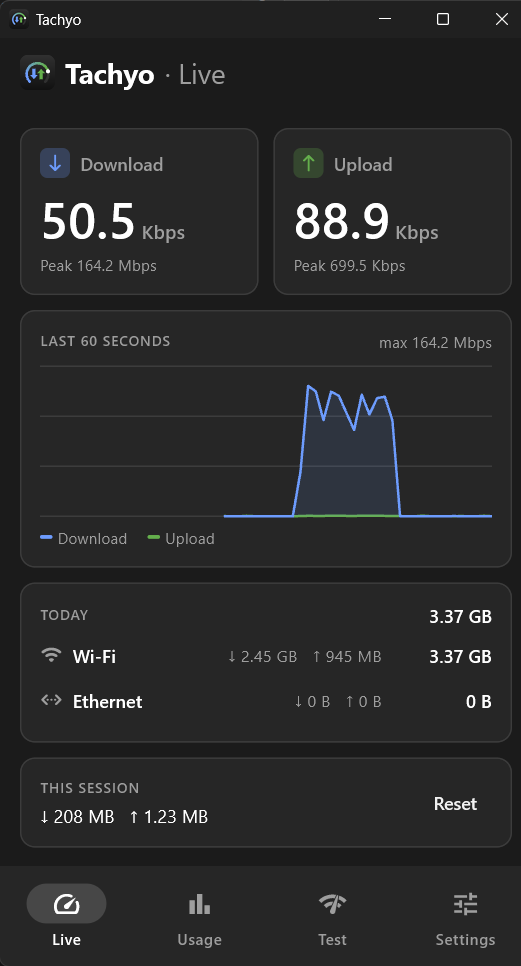 Tachyo
Tachyo · Live
Download
50.5 Kbps
Peak 164.2 Mbps
Upload
88.9 Kbps
Peak 699.5 Kbps
LAST 60 SECONDS
max 164.2 Mbps
Download
Upload
TODAY
3.37 GB
Wi-Fi ↓ 2.45 GB ↑ 945 MB 3.37 GB
Ethernet ↓ 0 B ↑ 0 B 0 B
THIS SESSION
↓ 208 MB ↑ 1.23 MB
Reset
Live
Usage
Test
Settings